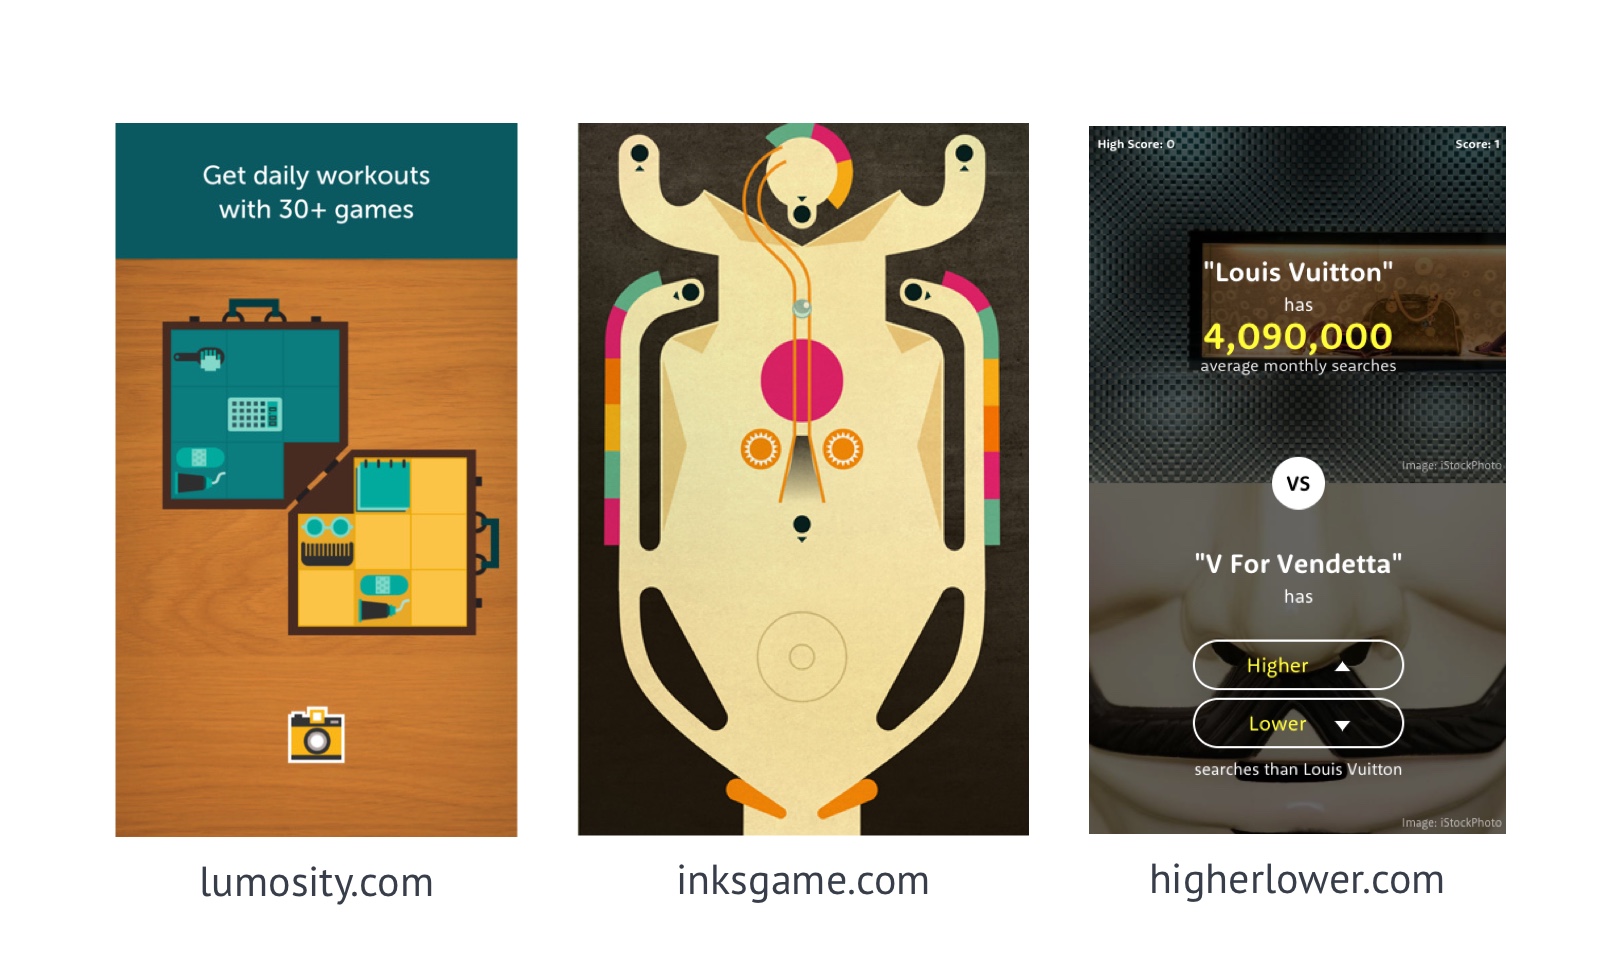 Get daily workouts
with 30+ games
lumosity.com
inksgame.com
High Score: 0
Score: 1
"Louis Vuitton"
has
4,090,000
average monthly searches
Image: iStockPhoto
VS
"V For Vendetta"
has
Higher
Lower
searches than Louis Vuitton
Image: iStockPhoto
higherlower.com